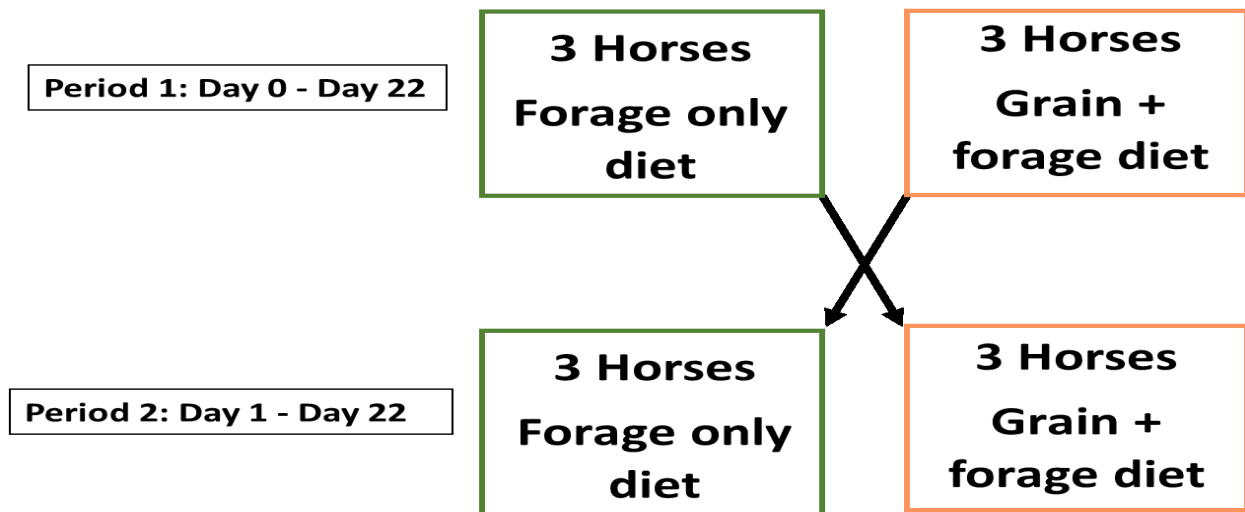 Period 1: Day 0 - Day 22
3 Horses
Forage only
diet
3 Horses
Grain +
forage diet
Period 2: Day 1 - Day 22
3 Horses
Forage only
diet
3 Horses
Grain +
forage diet